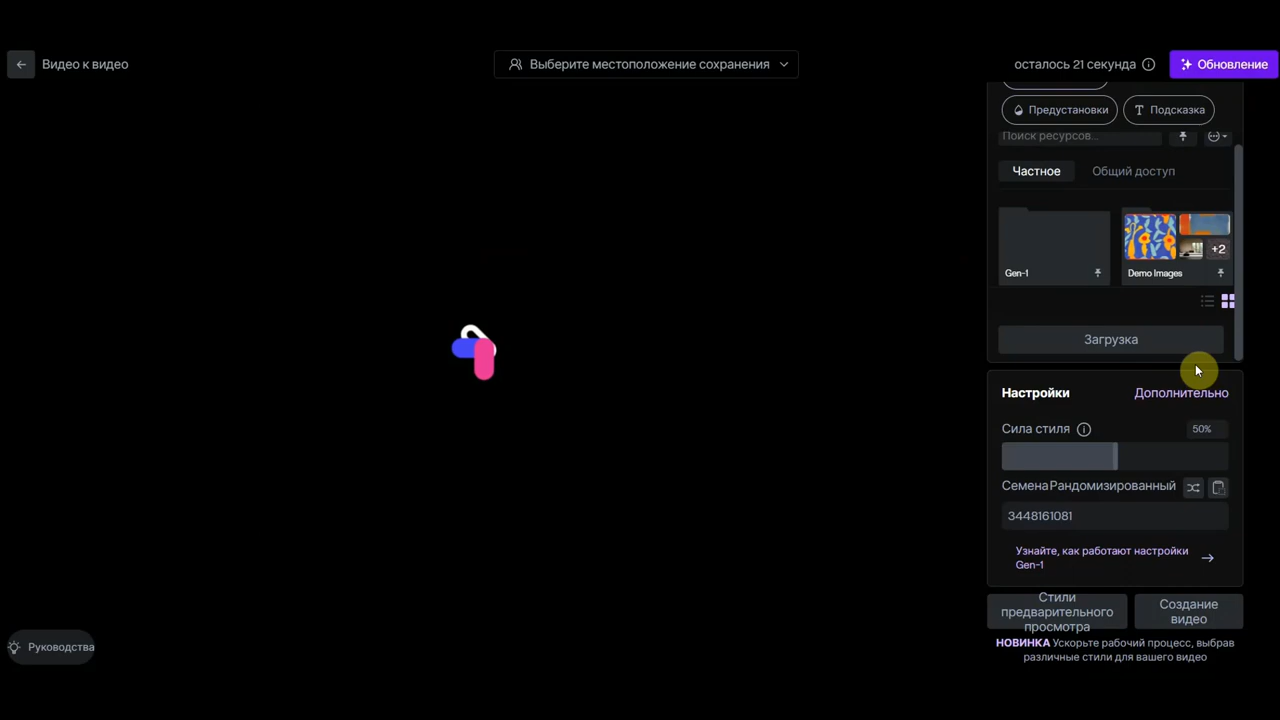 Видео к видео
Выберите местоположение сохранения
осталось 21 секунда
Обновление
Предустановки
Подсказка
Поиск ресурсов...
Частное
Общий доступ
+2
Gen-1
Demo Images
Загрузка
Настройки
Дополнительно
Сила стиля
50%
Семена Рандомизированный
3448161081
Узнайте, как работают настройки
Gen-1
Стили
предварительного
просмотра
Создание
видео
НОВИНКА Ускорьте рабочий процесс, выбрав
различные стили для вашего видео
Руководства